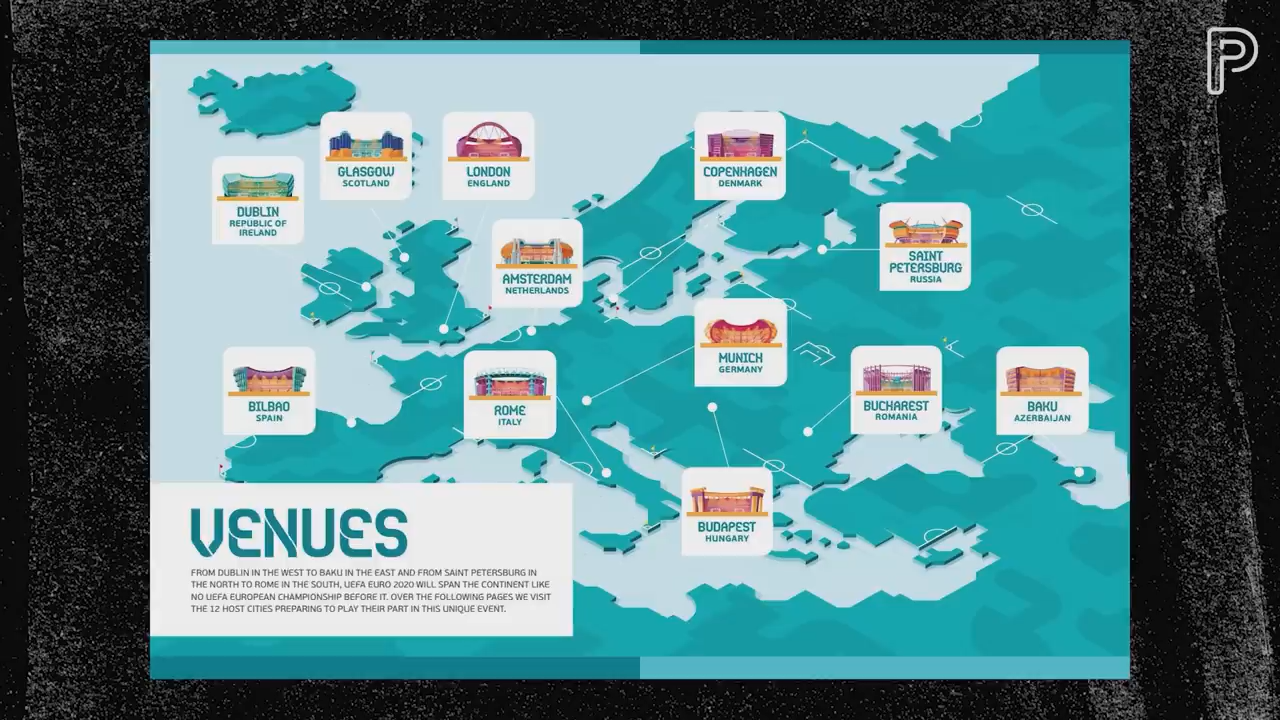 GLASGOW
SCOTLAND
LONDON
ENGLAND
COPENHAGEN
DENMARK
DUBLIN
REPUBLIC OF
IRELAND
AMSTERDAM
NETHERLANDS
SAINT
PETERSBURG
RUSSIA
MUNICH
GERMANY
BILBAO
SPAIN
ROME
ITALY
BUCHAREST
ROMANIA
BAKU
AZERBAIJAN
BUDAPEST
HUNGARY
VENUES
FROM DUBLIN IN THE WEST TO BAKU IN THE EAST AND FROM SAINT PETERSBURG IN
THE NORTH TO ROME IN THE SOUTH, UEFA EURO 2020 WILL SPAN THE CONTINENT LIKE
NO UEFA EUROPEAN CHAMPIONSHIP BEFORE IT. OVER THE FOLLOWING PAGES WE VISIT
THE 12 HOST CITIES PREPARING TO PLAY THEIR PART IN THIS UNIQUE EVENT.
P